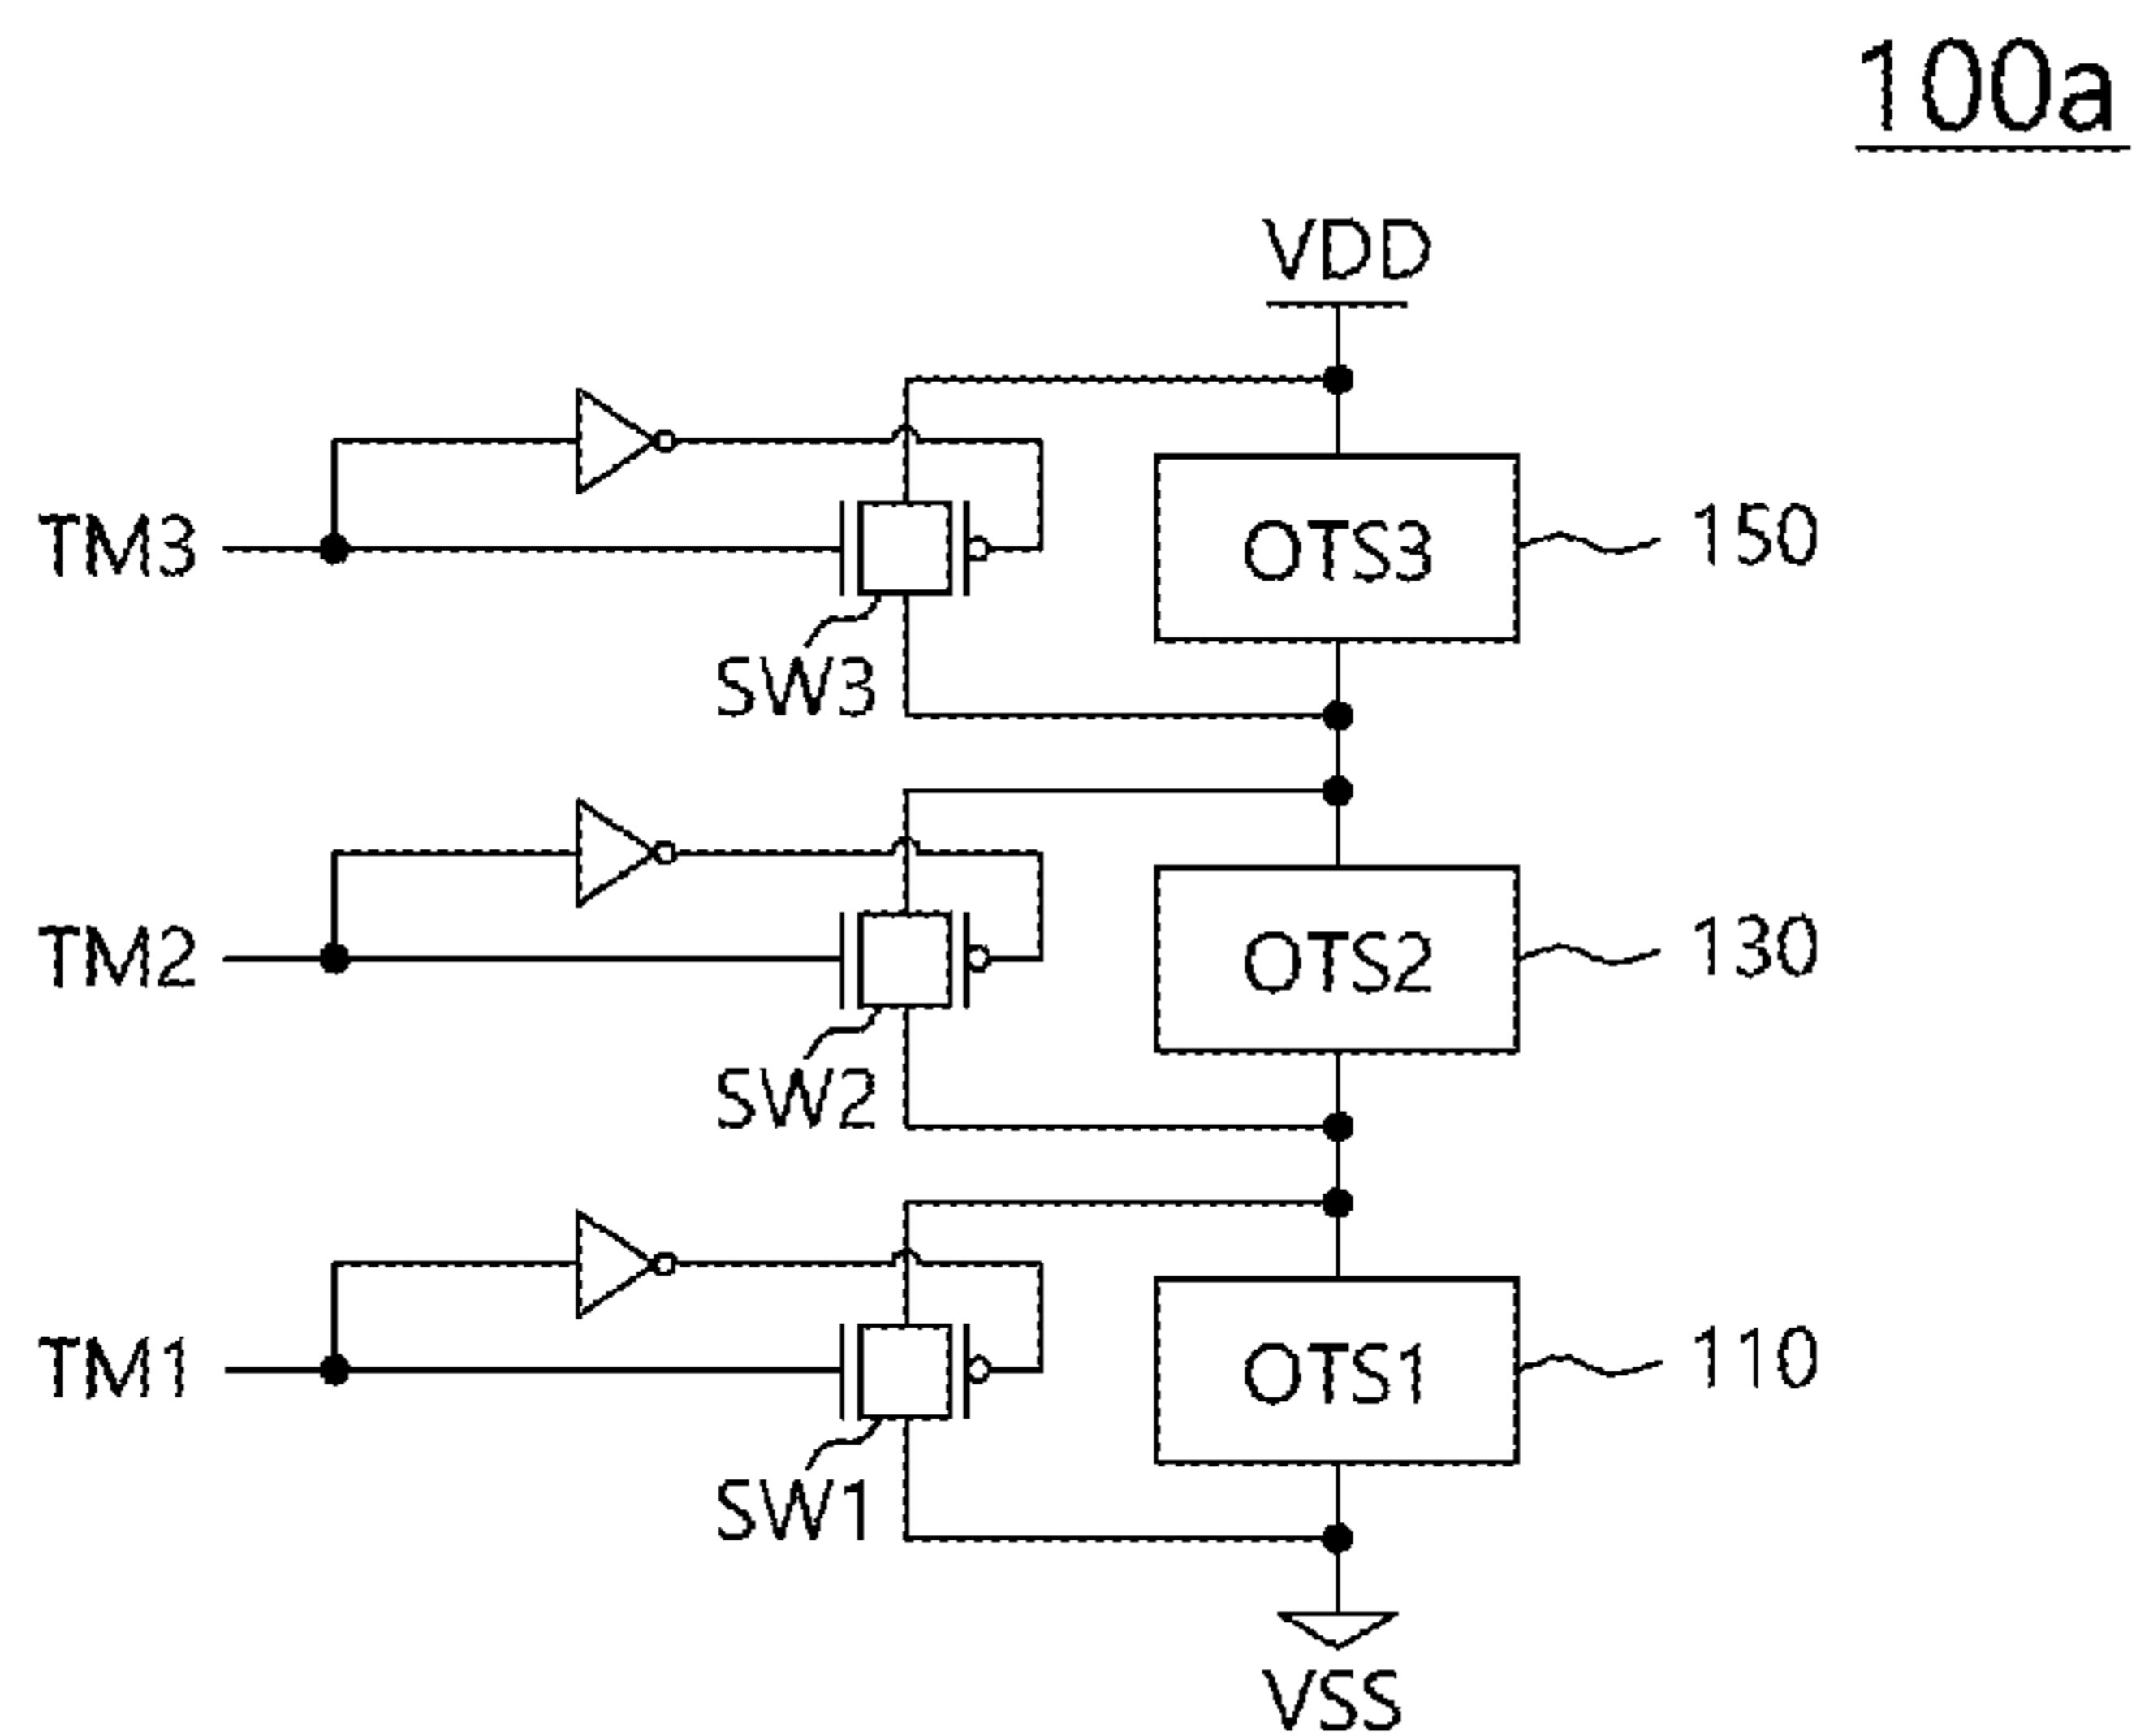 100a
VDD
TM3
OTS3
150
SW3
TM2
OTS2
130
SW2
TM1
OTS1
110
SW1
VSS